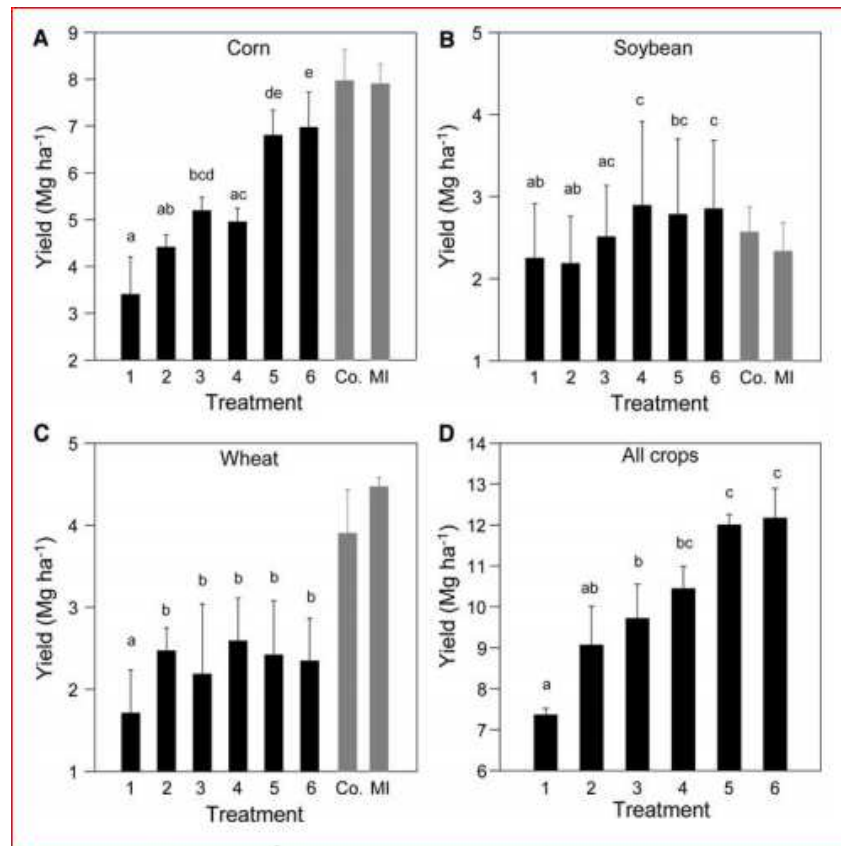 A
Corn
Yield (Mg ha-1)
9
8
7
6
5
4
3
2
a
ab
bcd
ac
de
e
1 2 3 4 5 6 Co. MI
Treatment
B
Soybean
Yield (Mg ha-1)
5
4
3
2
1
ab
ab
ac
c
bc
c
1 2 3 4 5 6 Co. MI
Treatment
C
Wheat
Yield (Mg ha-1)
5
4
3
2
1
a
b
b
b
b
b
1 2 3 4 5 6 Co. MI
Treatment
D
All crops
Yield (Mg ha-1)
14
13
12
11
10
9
8
7
6
a
ab
b
bc
c
c
1 2 3 4 5 6
Treatment